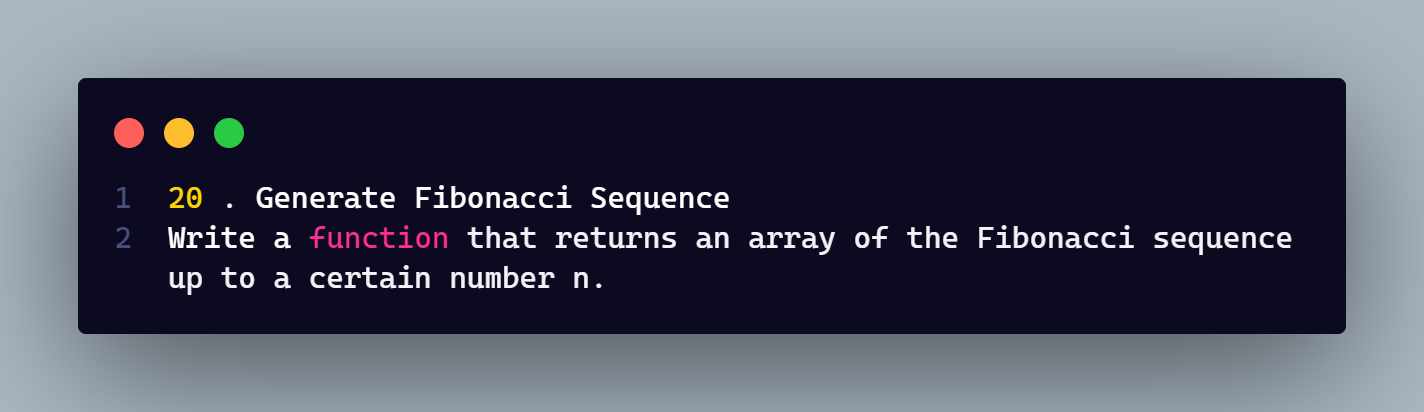 1 20 . Generate Fibonacci Sequence
2 Write a function that returns an array of the Fibonacci sequence
up to a certain number n.